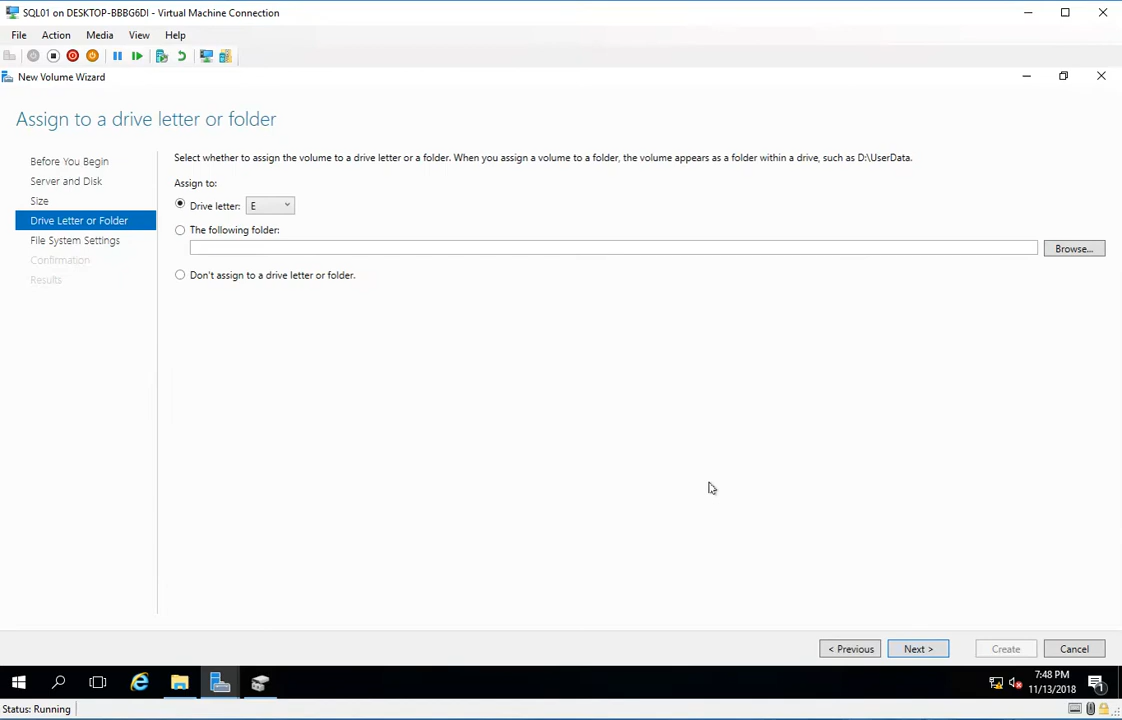 SQL01 on DESKTOP-BBBG6DI - Virtual Machine Connection
File Action Media View Help
New Volume Wizard
Assign to a drive letter or folder
Before You Begin
Server and Disk
Size
Drive Letter or Folder
File System Settings
Confirmation
Results
Select whether to assign the volume to a drive letter or a folder. When you assign a volume to a folder, the volume appears as a folder within a drive, such as D:\UserData.
Assign to:
Drive letter: E
The following folder:
Browse...
Don't assign to a drive letter or folder.
< Previous Next > Create Cancel
7:48 PM
11/13/2018
1
Status: Running